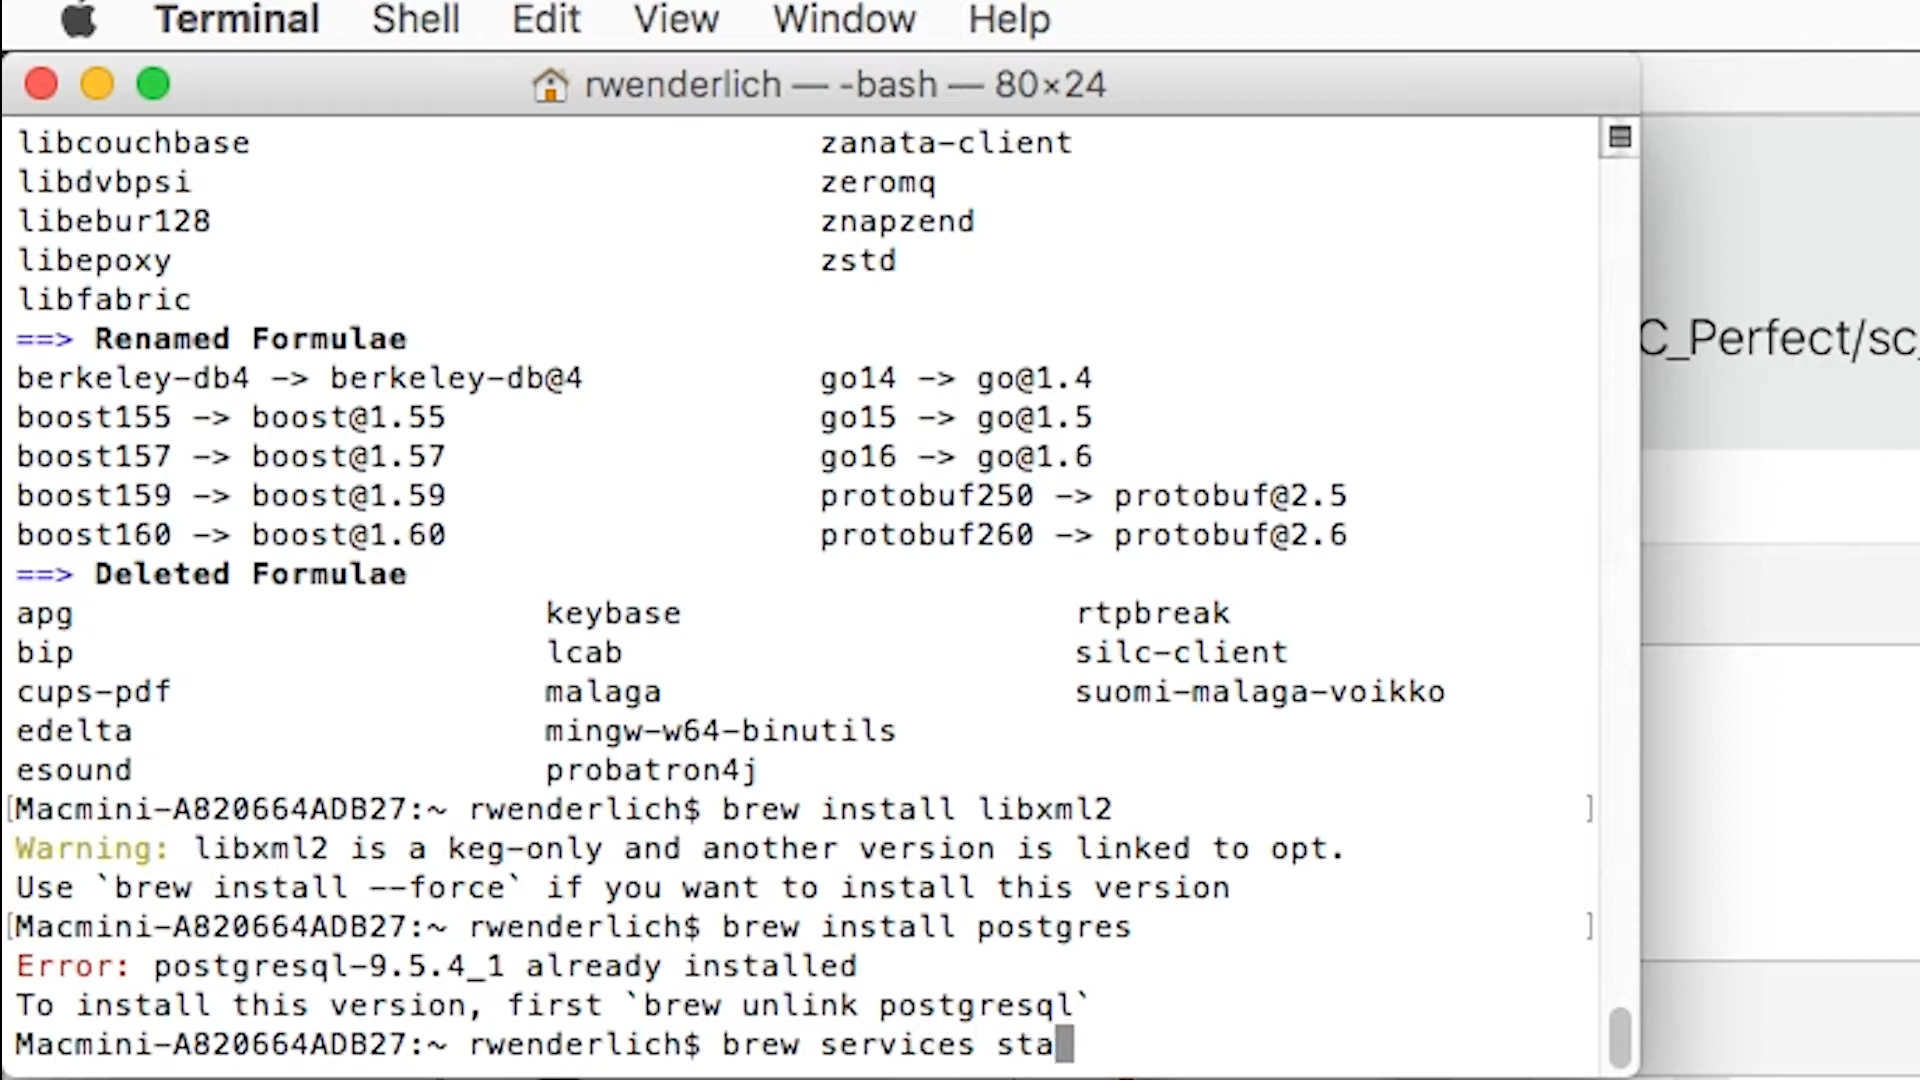 Terminal Shell Edit View Window Help
rwenderlich — -bash — 80×24
libcouchbase zanata-client
libdvbpsi zeromq
libebur128 znapzend
libepoxy zstd
libfabric
==> Renamed Formulae
berkeley-db4 -> berkeley-db@4 go14 -> go@1.4
boost155 -> boost@1.55 go15 -> go@1.5
boost157 -> boost@1.57 go16 -> go@1.6
boost159 -> boost@1.59 protobuf250 -> protobuf@2.5
boost160 -> boost@1.60 protobuf260 -> protobuf@2.6
==> Deleted Formulae
apg keybase rtpbreak
bip lcab silc-client
cups-pdf malaga suomi-malaga-voikko
edelta mingw-w64-binutils
esound probatron4j
[Macmini-A820664ADB27:~ rwenderlich$ brew install libxml2 ]
Warning: libxml2 is a keg-only and another version is linked to opt.
Use `brew install --force` if you want to install this version
[Macmini-A820664ADB27:~ rwenderlich$ brew install postgres ]
Error: postgresql-9.5.4_1 already installed
To install this version, first `brew unlink postgresql`
Macmini-A820664ADB27:~ rwenderlich$ brew services sta
C_Perfect/sc_